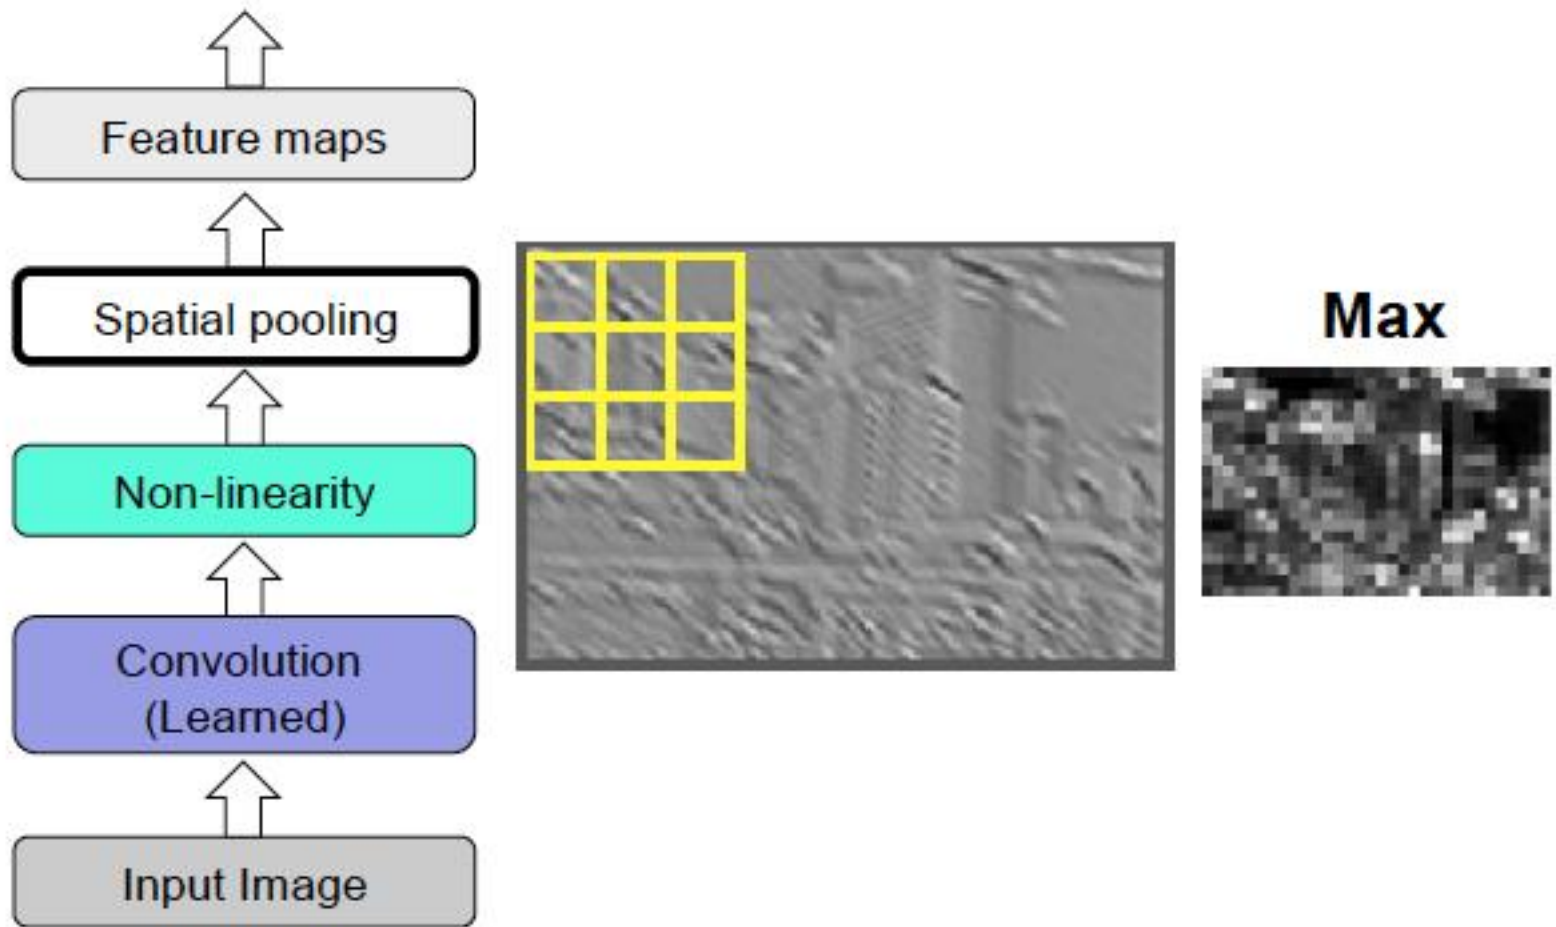 Feature maps
Spatial pooling
Max
Non-linearity
Convolution
(Learned)
Input Image